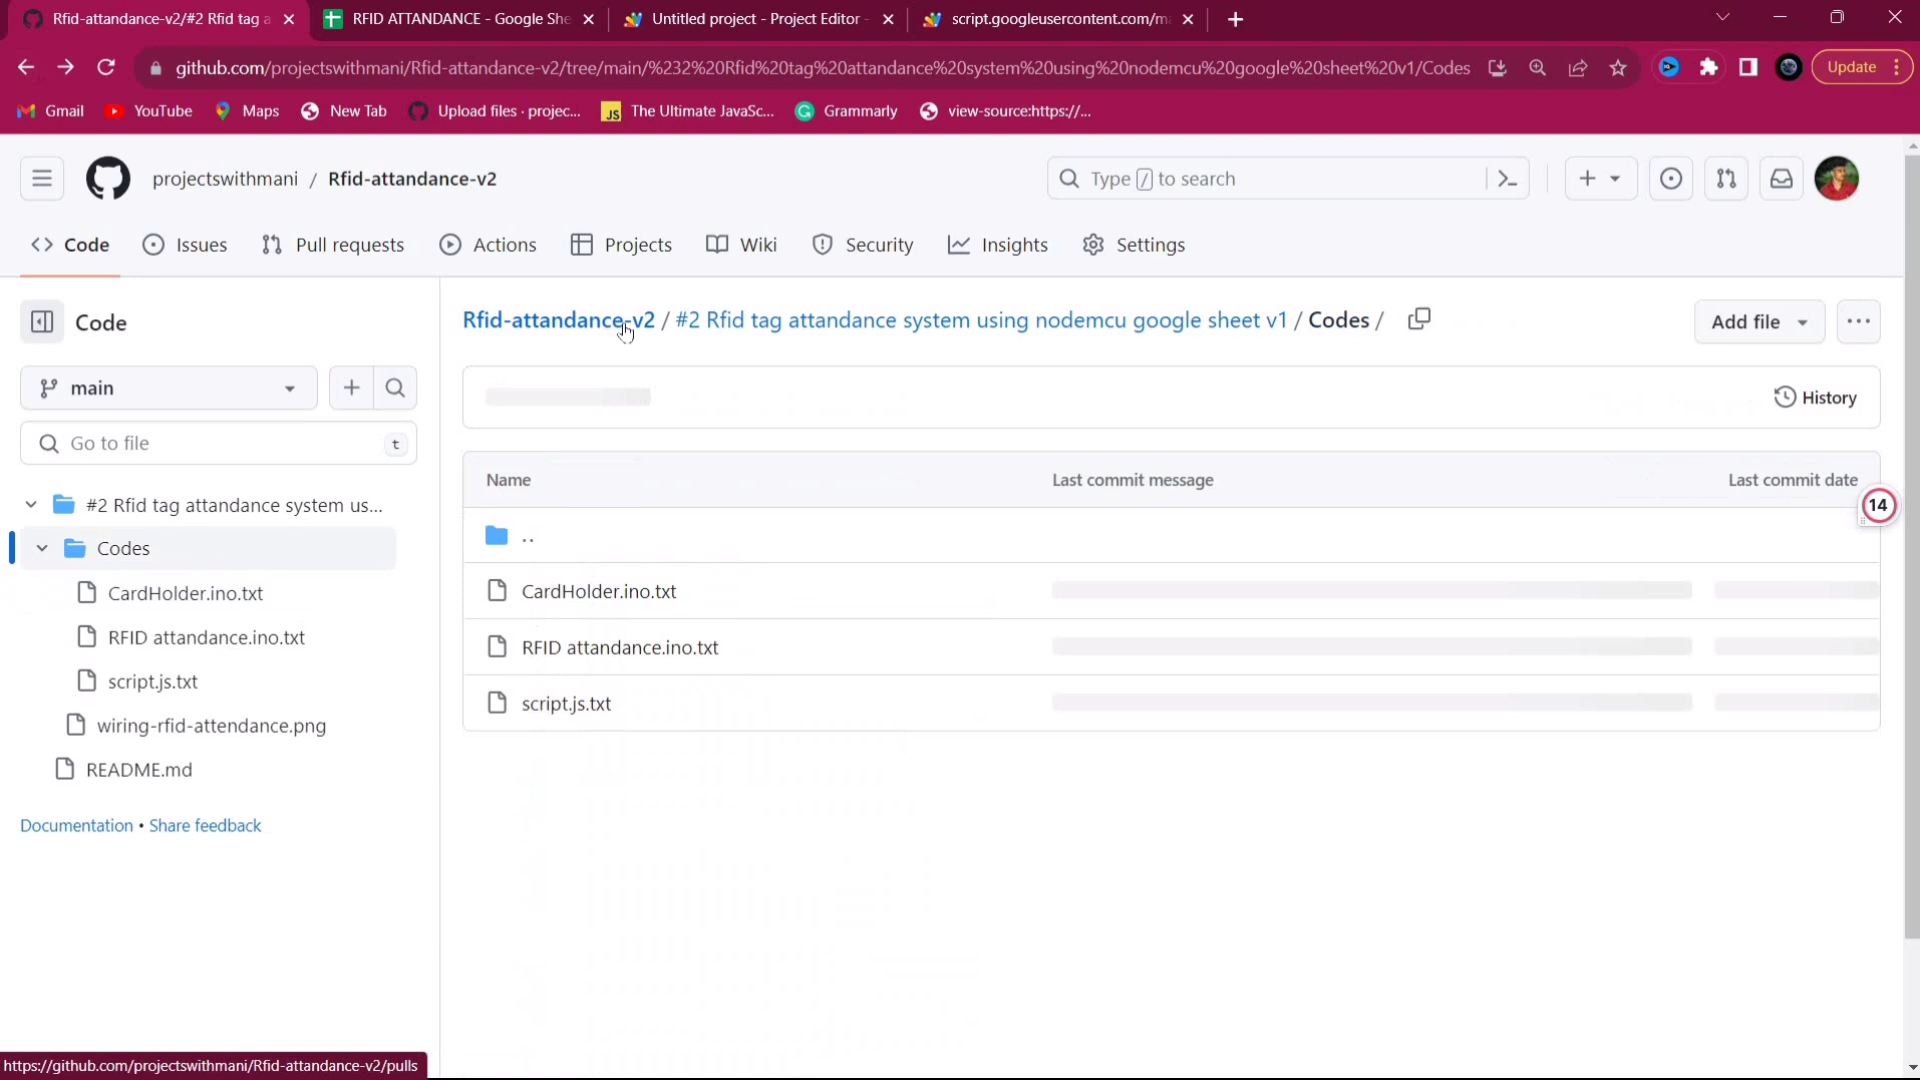 Rfid-attandance-v2/#2 Rfid tag a
RFID ATTANDANCE - Google She
Untitled project - Project Editor -
script.googleusercontent.com/ma
github.com/projectswithmani/Rfid-attandance-v2/tree/main/%232%20Rfid%20tag%20attandance%20system%20using%20nodemcu%20google%20sheet%20v1/Codes
Update
Gmail
YouTube
Maps
New Tab
Upload files · projec...
JS
The Ultimate JavaSc...
Grammarly
view-source:https://...
projectswithmani / Rfid-attandance-v2
Type / to search
Code
Issues
Pull requests
Actions
Projects
Wiki
Security
Insights
Settings
Code
main
Go to file
t
#2 Rfid tag attandance system us...
Codes
CardHolder.ino.txt
RFID attandance.ino.txt
script.js.txt
wiring-rfid-attendance.png
README.md
Documentation • Share feedback
Rfid-attandance-v2 / #2 Rfid tag attandance system using nodemcu google sheet v1 / Codes /
Add file
History
Name
Last commit message
Last commit date
14
..
CardHolder.ino.txt
RFID attandance.ino.txt
script.js.txt
https://github.com/projectswithmani/Rfid-attandance-v2/pulls